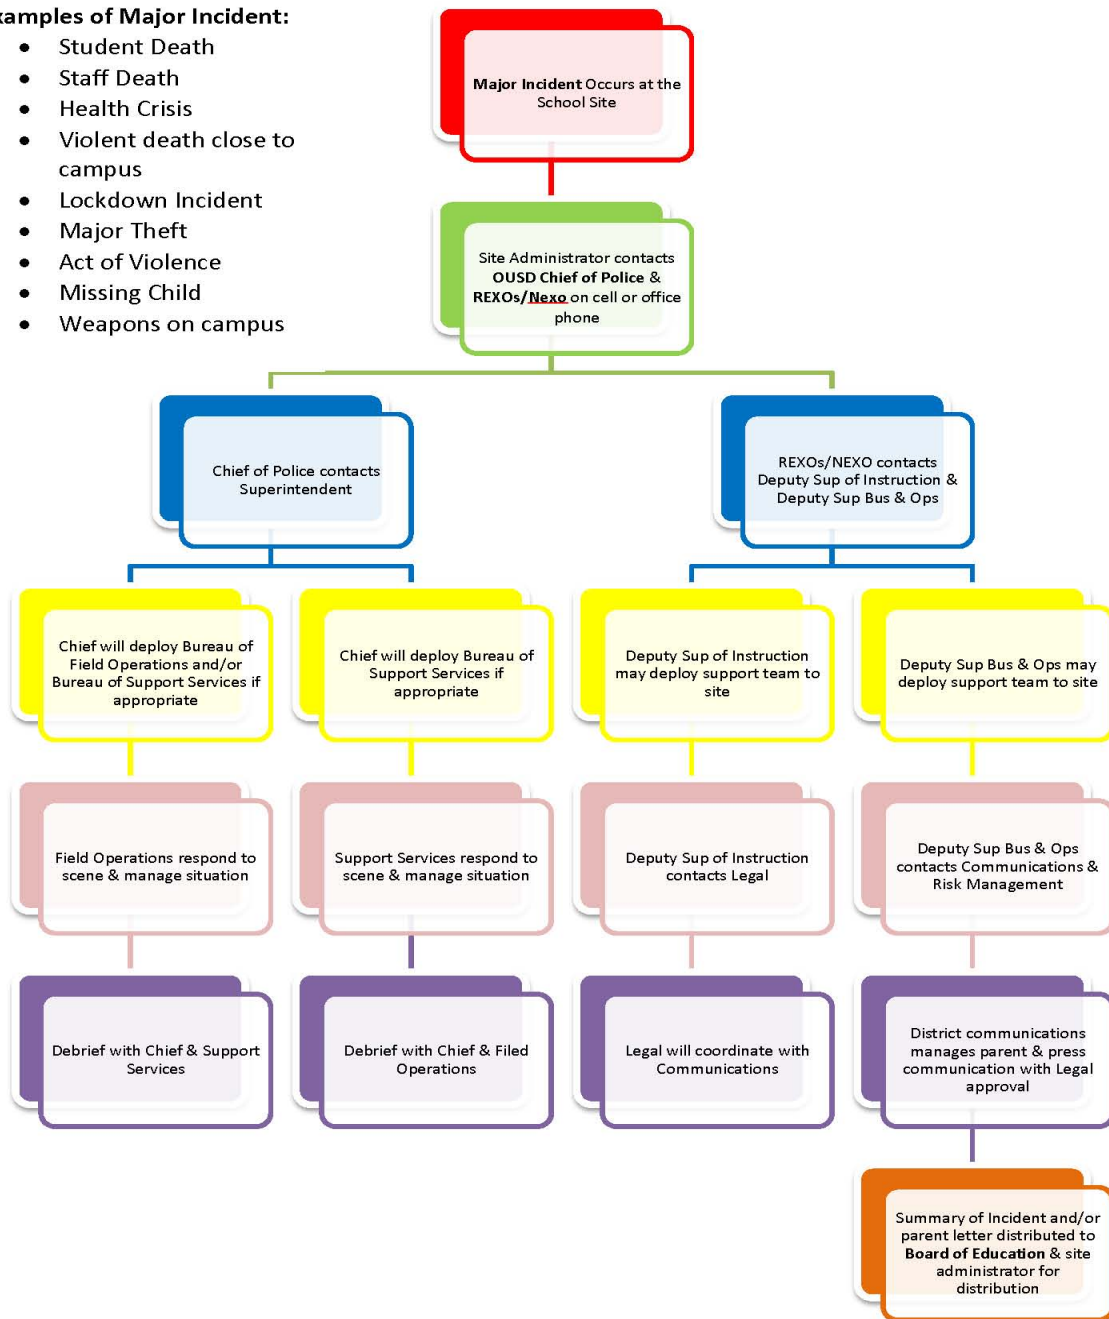 xamples of Major Incident:
• Student Death
• Staff Death
• Health Crisis
• Violent death close to
campus
• Lockdown Incident
• Major Theft
• Act of Violence
• Missing Child
• Weapons on campus
Major Incident Occurs at the
School Site
Site Administrator contacts
OUSD Chief of Police &
REXOs/Nexo on cell or office
phone
Chief of Police contacts
Superintendent
REXOs/NEXO contacts
Deputy Sup of Instruction &
Deputy Sup Bus & Ops
Chief will deploy Bureau of
Field Operations and/or
Bureau of Support Services if
appropriate
Chief will deploy Bureau of
Support Services if
appropriate
Deputy Sup of Instruction
may deploy support team to
site
Deputy Sup Bus & Ops may
deploy support team to site
Field Operations respond to
scene & manage situation
Support Services respond to
scene & manage situation
Deputy Sup of Instruction
contacts Legal
Deputy Sup Bus & Ops
contacts Communications &
Risk Management
Debrief with Chief & Support
Services
Debrief with Chief & Filed
Operations
Legal will coordinate with
Communications
District communications
manages parent & press
communication with Legal
approval
Summary of Incident and/or
parent letter distributed to
Board of Education & site
administrator for
distribution